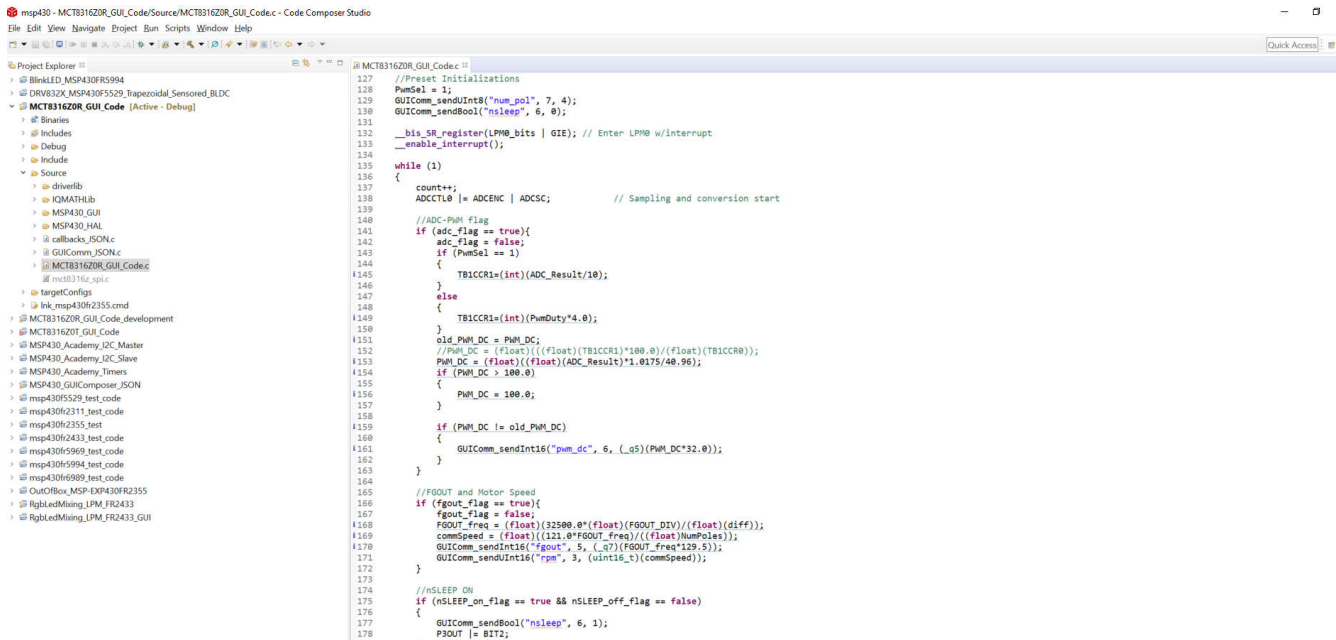 msp430 - MCT8316Z0R_GUI_Code/Source/MCT8316Z0R_GUI_Code.c - Code Composer Studio
File Edit View Navigate Project Run Scripts Window Help
Quick Access
Project Explorer
BlinkLED_MSP430FR5994
DRV832X_MSP430F5529_Trapezoidal_Sensored_BLDC
MCT8316Z0R_GUI_Code [Active - Debug]
Binaries
Includes
Debug
Include
Source
driverlib
IQMATHLib
MSP430_GUI
MSP430_HAL
callbacks_JSON.c
GUIComm_JSON.c
MCT8316Z0R_GUI_Code.c
mct8316z_spi.c
targetConfigs
lnk_msp430fr2355.cmd
MCT8316Z0R_GUI_Code_development
MCT8316Z0T_GUI_Code
MSP430_Academy_I2C_Master
MSP430_Academy_I2C_Slave
MSP430_Academy_Timers
MSP430_GUIComposer_JSON
msp430f5529_test_code
msp430fr2311_test_code
msp430fr2355_test
msp430fr2433_test_code
msp430fr5969_test_code
msp430fr5994_test_code
msp430fr6989_test_code
OutOfBox_MSP-EXP430FR2355
RgbLedMixing_LPM_FR2433
RgbLedMixing_LPM_FR2433_GUI
MCT8316Z0R_GUI_Code.c
127 //Preset Initializations
128 PwmSel = 1;
129 GUIComm_sendUInt8("num_pol", 7, 4);
130 GUIComm_sendBool("nsleep", 6, 0);
131
132 __bis_SR_register(LPM0_bits | GIE); // Enter LPM0 w/interrupt
133 __enable_interrupt();
134
135 while (1)
136 {
137 count++;
138 ADCCTL0 |= ADCENC | ADCSC; // Sampling and conversion start
139
140 //ADC-PWM flag
141 if (adc_flag == true){
142 adc_flag = false;
143 if (PwmSel == 1)
144 {
145 TB1CCR1=(int)(ADC_Result/10);
146 }
147 else
148 {
149 TB1CCR1=(int)(PwmDuty*4.0);
150 }
151 old_PWM_DC = PWM_DC;
152 //PWM_DC = (float)(((float)(TB1CCR1)*100.0)/(float)(TB1CCR0));
153 PWM_DC = (float)((float)(ADC_Result)*1.0175/40.96);
154 if (PWM_DC > 100.0)
155 {
156 PWM_DC = 100.0;
157 }
158
159 if (PWM_DC != old_PWM_DC)
160 {
161 GUIComm_sendInt16("pwm_dc", 6, (_q5)(PWM_DC*32.0));
162 }
163 }
164
165 //FGOUT and Motor Speed
166 if (fgout_flag == true){
167 fgout_flag = false;
168 FGOUT_freq = (float)(32500.0*(float)(FGOUT_DIV)/(float)(diff));
169 commSpeed = (float)((121.0*FGOUT_freq)/((float)NumPoles));
170 GUIComm_sendInt16("fgout", 5, (_q7)(FGOUT_freq*129.5));
171 GUIComm_sendUInt16("rpm", 3, (uint16_t)(commSpeed));
172 }
173
174 //nSLEEP ON
175 if (nSLEEP_on_flag == true && nSLEEP_off_flag == false)
176 {
177 GUIComm_sendBool("nsleep", 6, 1);
178 P3OUT |= BIT2;